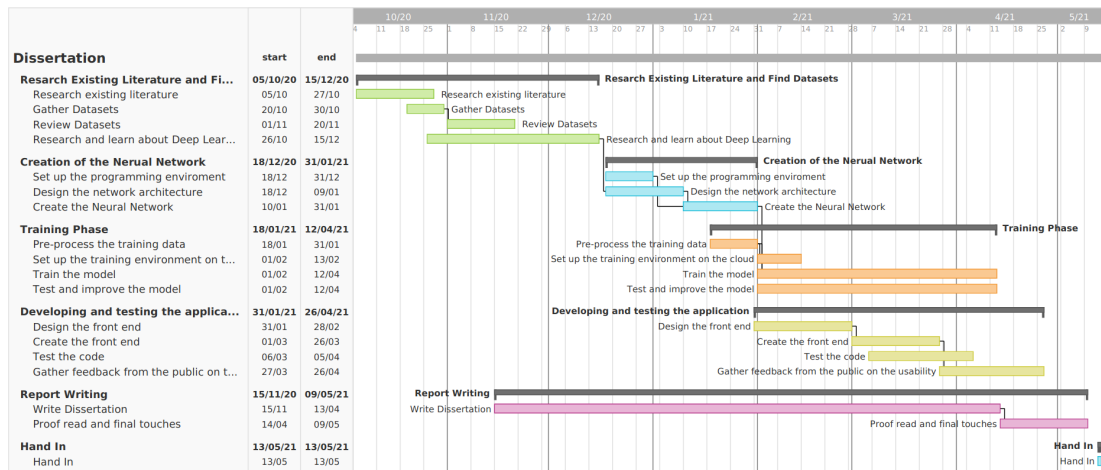 10/20 11/20 12/20 1/21 2/21 3/21 4/21 5/21
4 11 18 25 1 8 15 22 29 6 13 20 27 3 10 17 24 31 7 14 21 28 7 14 21 28 4 11 18 25 2 9
Dissertation start end
Resarch Existing Literature and Fi... 05/10/20 15/12/20 Resarch Existing Literature and Find Datasets
Research existing literature 05/10 27/10 Research existing literature
Gather Datasets 20/10 30/10 Gather Datasets
Review Datasets 01/11 20/11 Review Datasets
Research and learn about Deep Lear... 26/10 15/12 Research and learn about Deep Learning
Creation of the Nerual Network 18/12/20 31/01/21 Creation of the Nerual Network
Set up the programming enviroment 18/12 31/12 Set up the programming enviroment
Design the network architecture 18/12 09/01 Design the network architecture
Create the Neural Network 10/01 31/01 Create the Neural Network
Training Phase 18/01/21 12/04/21 Training Phase
Pre-process the training data 18/01 31/01 Pre-process the training data
Set up the training environment on t... 01/02 13/02 Set up the training environment on the cloud
Train the model 01/02 12/04 Train the model
Test and improve the model 01/02 12/04 Test and improve the model
Developing and testing the applica... 31/01/21 26/04/21 Developing and testing the application
Design the front end 31/01 28/02 Design the front end
Create the front end 01/03 26/03 Create the front end
Test the code 06/03 05/04 Test the code
Gather feedback from the public on t... 27/03 26/04 Gather feedback from the public on the usability
Report Writing 15/11/20 09/05/21 Report Writing
Write Dissertation 15/11 13/04 Write Dissertation
Proof read and final touches 14/04 09/05 Proof read and final touches
Hand In 13/05/21 13/05/21 Hand In
Hand In 13/05 13/05 Hand In